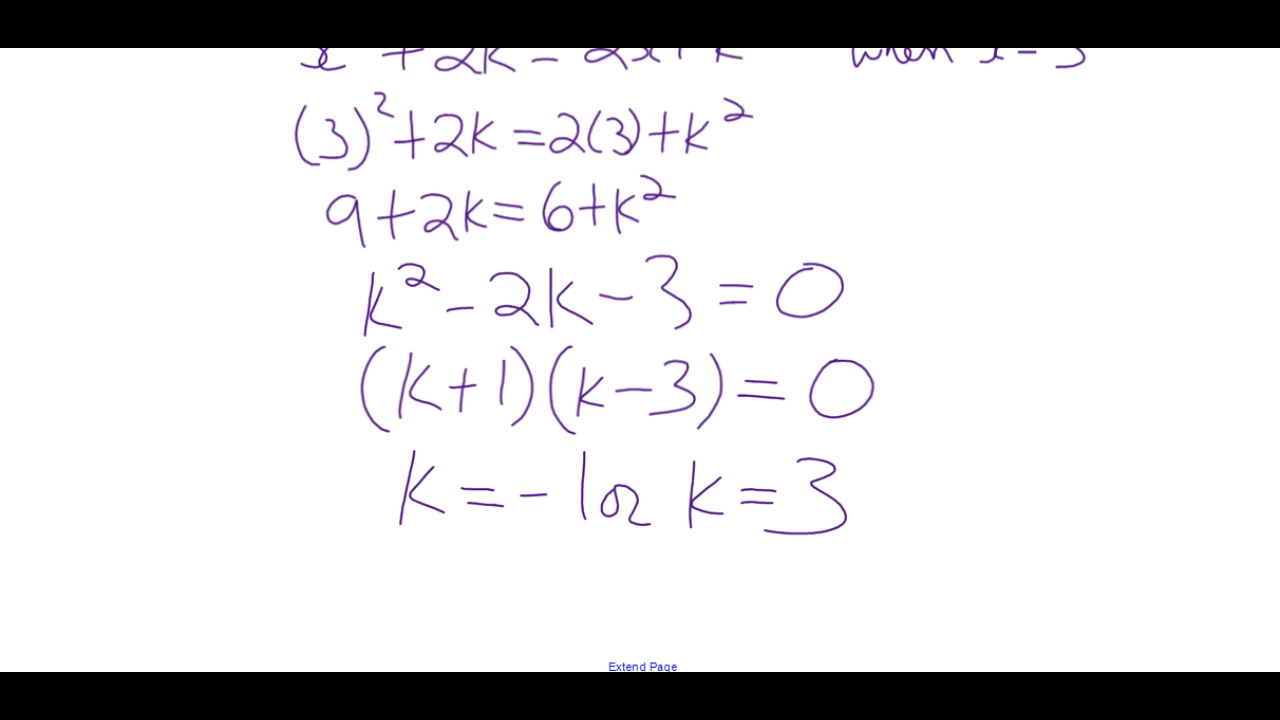 (3)²+2k=2(3)+k²
9+2k=6+k²
k²-2k-3=0
(k+1)(k-3)=0
k=-1 or k=3
Extend Page